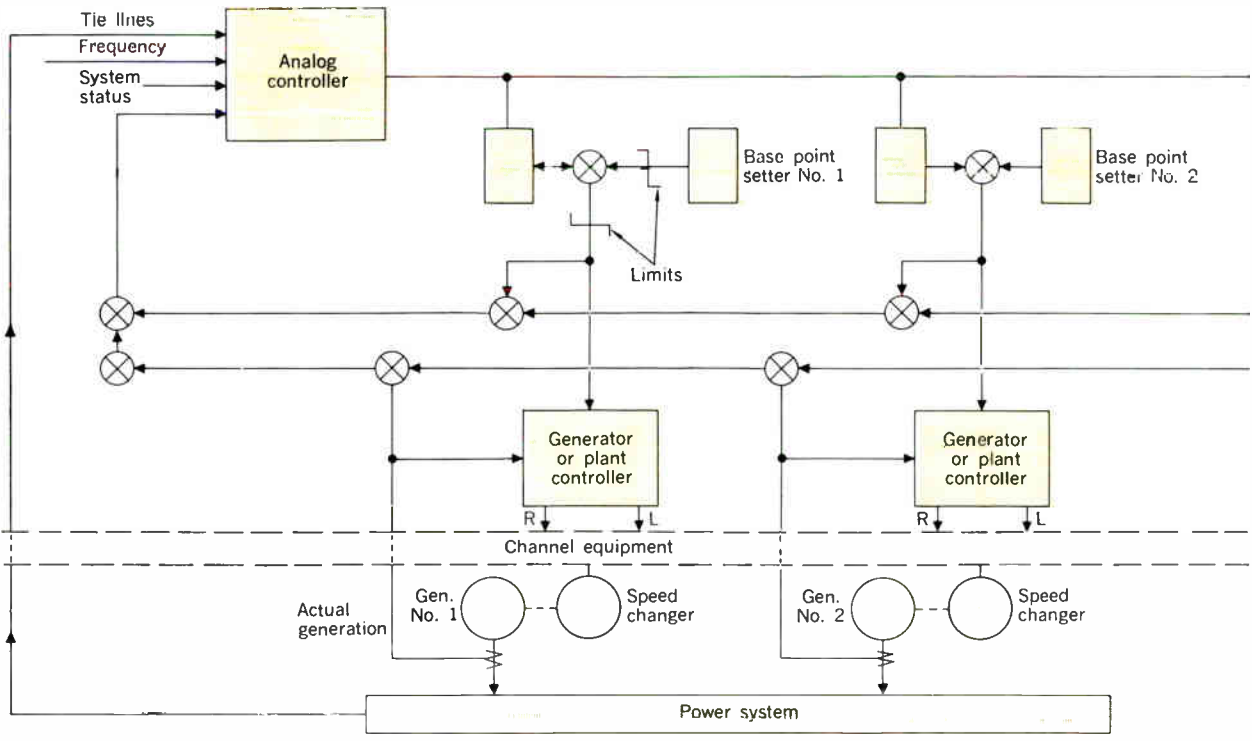 Tie lines
Frequency
System
status
Analog
controller
Base point
setter No. 1
Base point
setter No. 2
Limits
Generator
or plant
controller
Generator
or plant
controller
R
L
R
L
Channel equipment
Actual
generation
Gen.
No. 1
Speed
changer
Gen.
No. 2
Speed
changer
Power system